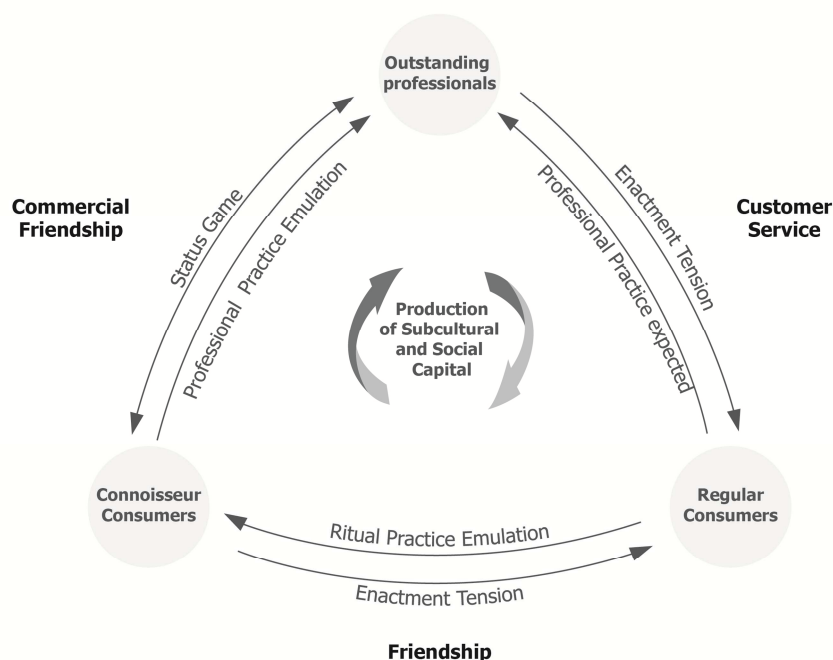 Outstanding
professionals
Commercial
Friendship
Status Game
Professional Practice Emulation
Enactment Tension
Professional Practice expected
Customer
Service
Production
of Subcultural
and Social
Capital
Connoisseur
Consumers
Regular
Consumers
Ritual Practice Emulation
Enactment Tension
Friendship